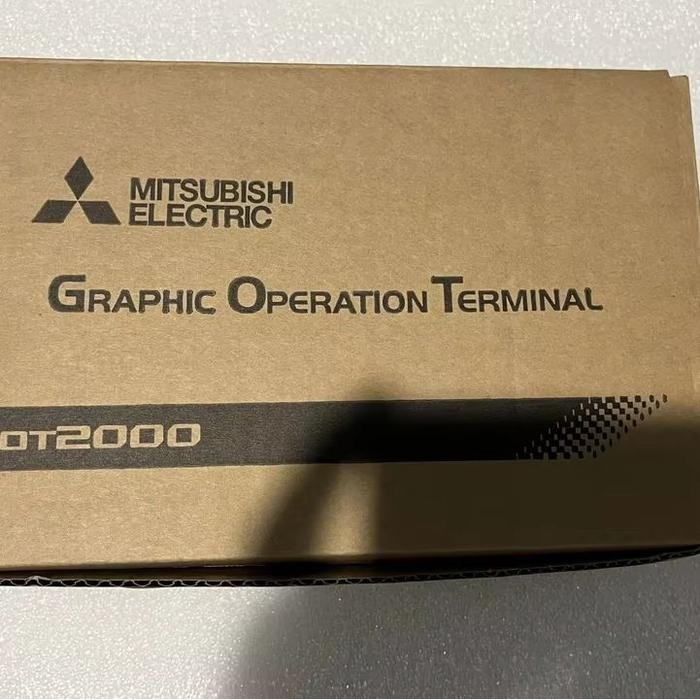 MITSUBISHI
ELECTRIC
GRAPHIC OPERATION TERMINAL
OT2000